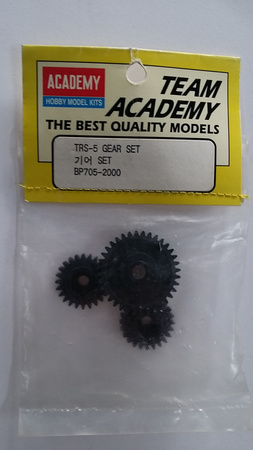 ACADEMY
HOBBY MODEL KITS
TEAM
ACADEMY
THE BEST QUALITY MODELS
TRS-5 GEAR SET
기어 SET
BP705-2000